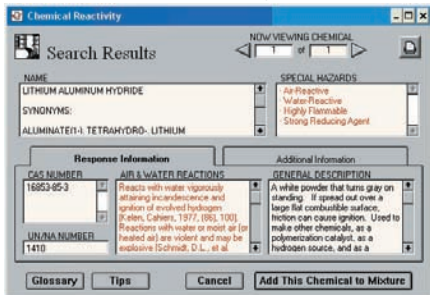 Chemical Reactivity
Search Results
NOW VIEWING CHEMICAL
1 of 1
NAME
LITHIUM ALUMINUM HYDRIDE
SYNONYMS:
ALUMINATE(1-), TETRAHYDRO-, LITHIUM
SPECIAL HAZARDS
· Air-Reactive
· Water-Reactive
· Highly Flammable
· Strong Reducing Agent
Response Information
Additional Information
CAS NUMBER
16853-85-3
UN/NA NUMBER
1410
AIR & WATER REACTIONS
Reacts with water vigorously
attaining incandescence and
ignition of evolved hydrogen
[Kelen, Cahiers, 1977, (86), 100].
Reactions with water or moist air (or
heated air) are violent and may be
explosive [Schmidt, D.L., et al.
GENERAL DESCRIPTION
A white powder that turns gray on
standing. If spread out over a
large flat combustible surface,
friction can cause ignition. Used to
make other chemicals, as a
polymerization catalyst, as a
hydrogen source, and as a
Glossary
Tips
Cancel
Add This Chemical to Mixture